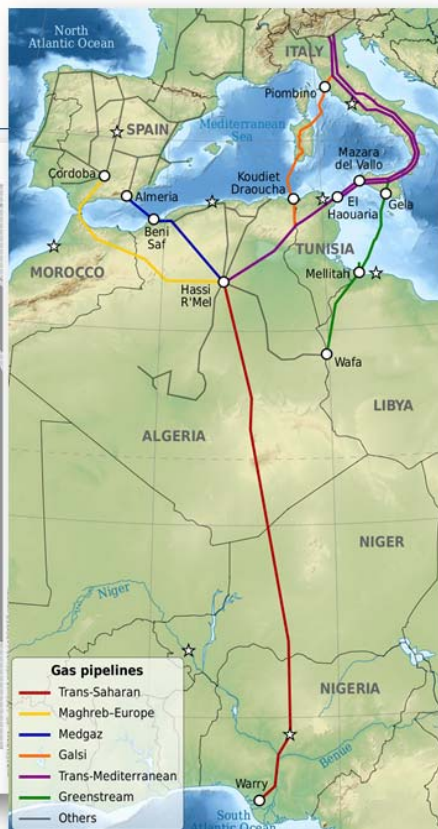 North
Atlantic Ocean
ITALY
Piombino
SPAIN
Mediterranean
Sea
Mazara
del Vallo
Córdoba
Almeria
Koudiet
Draoucha
El
Haouaria
Gela
Beni
Saf
TUNISIA
MOROCCO
Mellitah
Hassi
R'Mel
Wafa
LIBYA
ALGERIA
NIGER
Niger
NIGERIA
Benue
Warry
South
Atlantic Ocean
Gas pipelines
Trans-Saharan
Maghreb–Europe
Medgaz
Galsi
Trans-Mediterranean
Greenstream
Others